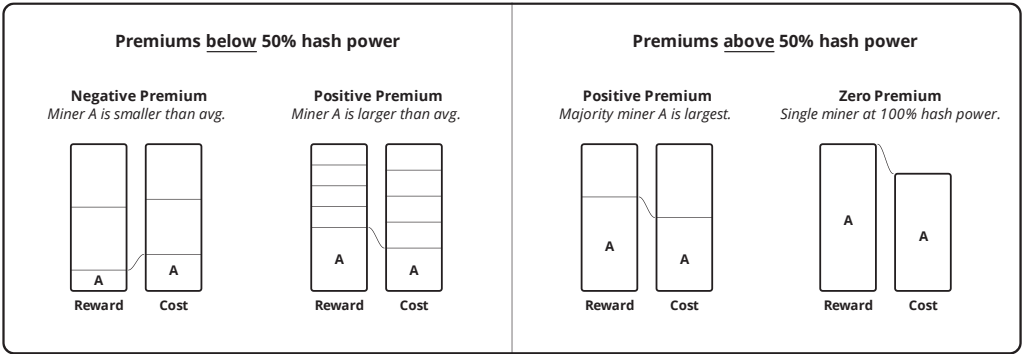 Premiums below 50% hash power
Negative Premium
Miner A is smaller than avg.
A
A
Reward
Cost
Positive Premium
Miner A is larger than avg.
A
A
Reward
Cost
Premiums above 50% hash power
Positive Premium
Majority miner A is largest.
A
A
Reward
Cost
Zero Premium
Single miner at 100% hash power.
A
A
Reward
Cost